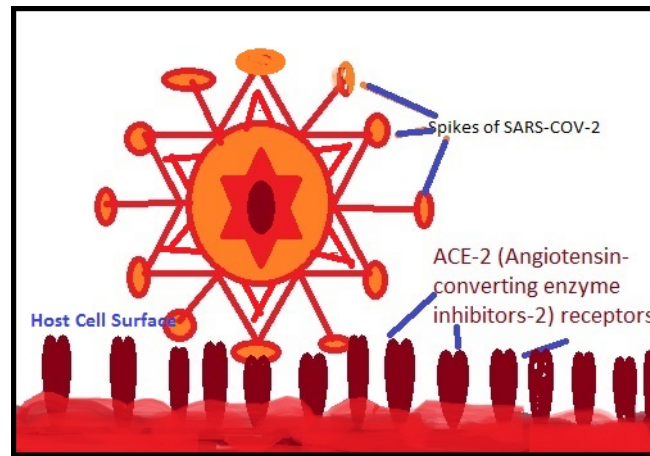 Spikes of SARS-COV-2
ACE-2 (Angiotensin-
converting enzyme
inhibitors-2) receptors
Host Cell Surface